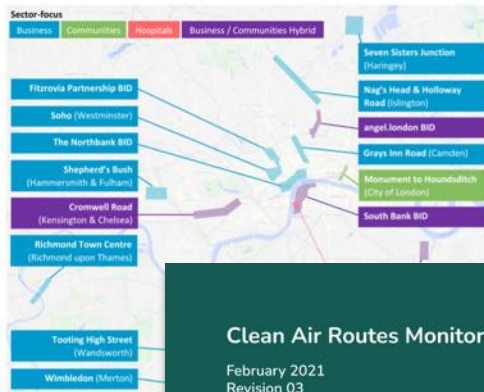 Sector-focus
Business
Communities
Hospitals
Business / Communities Hybrid
Fitzrovia Partnership BID
Soho (Westminster)
The Northbank BID
Shepherd's Bush
(Hammersmith & Fulham)
Cromwell Road
(Kensington & Chelsea)
Richmond Town Centre
(Richmond upon Thames)
Tooting High Street
(Wandsworth)
Wimbledon (Merton)
Seven Sisters Junction
(Haringey)
Nag's Head & Holloway
Road (Islington)
angel.london BID
Grays Inn Road (Camden)
Monument to Houndsditch
(City of London)
South Bank BID
Clean Air Routes Monitor
February 2021
Revision 03